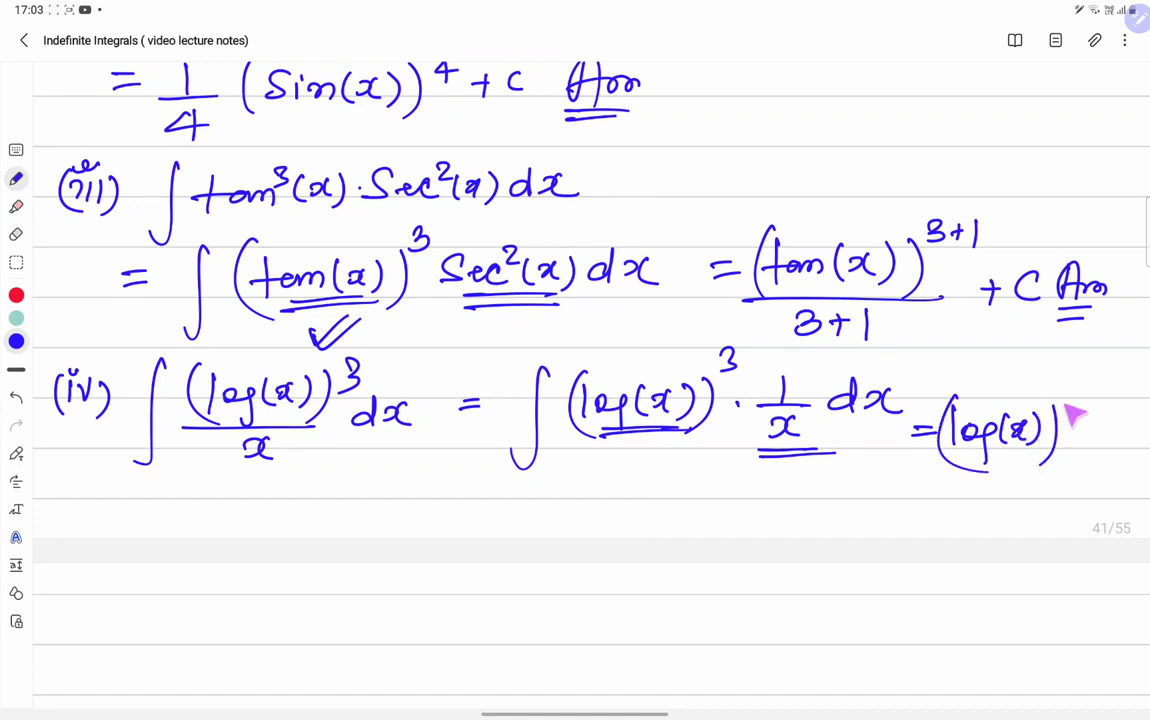 17:03
Indefinite Integrals ( video lecture notes)
= 1/4 (Sin(x))^4 + C Ans
(iii) ∫ tan^3(x) · Sec^2(x) dx
= ∫ (tan(x))^3 Sec^2(x) dx = (tan(x))^(3+1) / 3+1 + C Ans
(iv) ∫ (log(x))^3 / x dx = ∫ (log(x))^3 · 1/x dx = (log(x))
41/55